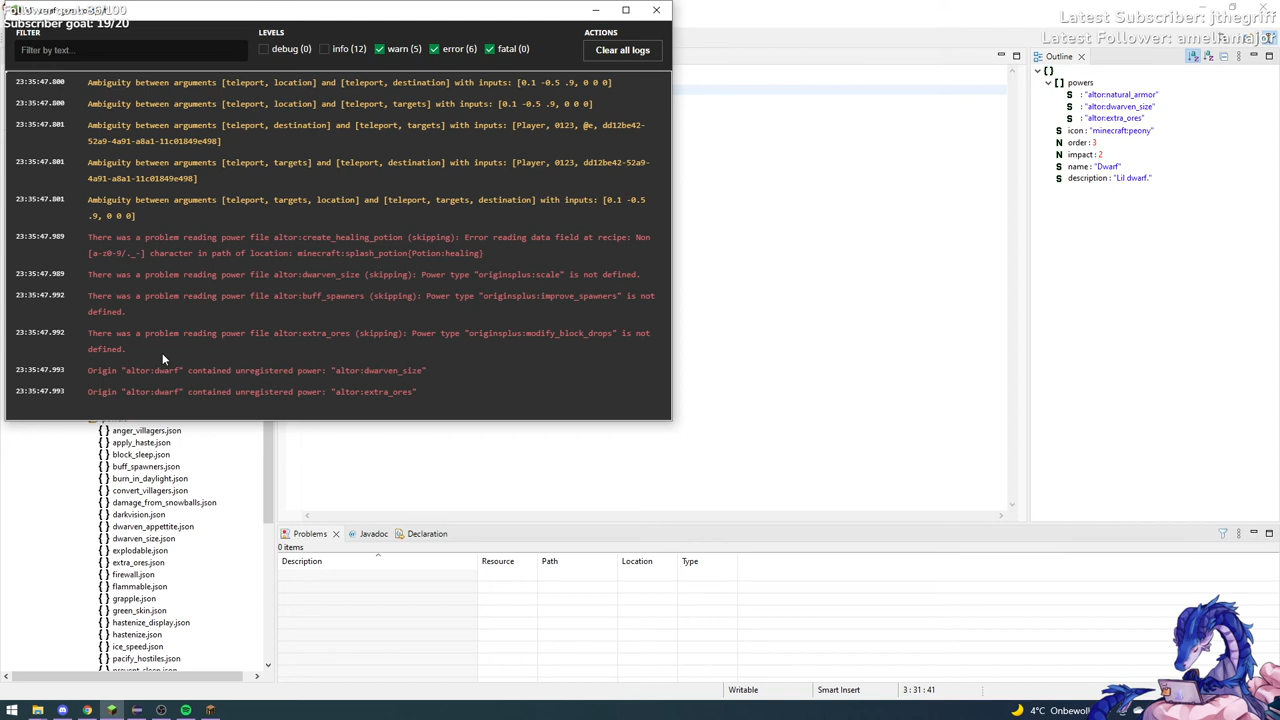 Subscriber goal: 19/20
Latest Subscriber: jthegriff
Latest Follower: ameliamajor
FILTER
LEVELS
ACTIONS
Filter by text...
debug (0)
info (12)
warn (5)
error (6)
fatal (0)
Clear all logs
23:35:47.800 Ambiguity between arguments [teleport, location] and [teleport, destination] with inputs: [0.1 -0.5 .9, 0 0 0]
23:35:47.800 Ambiguity between arguments [teleport, location] and [teleport, targets] with inputs: [0.1 -0.5 .9, 0 0 0]
23:35:47.801 Ambiguity between arguments [teleport, destination] and [teleport, targets] with inputs: [Player, 0123, @e, dd12be42-
52a9-4a91-a8a1-11c01849e498]
23:35:47.801 Ambiguity between arguments [teleport, targets] and [teleport, destination] with inputs: [Player, 0123, dd12be42-52a9-
4a91-a8a1-11c01849e498]
23:35:47.801 Ambiguity between arguments [teleport, targets, location] and [teleport, targets, destination] with inputs: [0.1 -0.5
.9, 0 0 0]
23:35:47.989 There was a problem reading power file altor:create_healing_potion (skipping): Error reading data field at recipe: Non
[a-z0-9/._-] character in path of location: minecraft:splash_potion{Potion:healing}
23:35:47.989 There was a problem reading power file altor:dwarven_size (skipping): Power type "originsplus:scale" is not defined.
23:35:47.992 There was a problem reading power file altor:buff_spawners (skipping): Power type "originsplus:improve_spawners" is not
defined.
23:35:47.992 There was a problem reading power file altor:extra_ores (skipping): Power type "originsplus:modify_block_drops" is not
defined.
23:35:47.993 Origin "altor:dwarf" contained unregistered power: "altor:dwarven_size"
23:35:47.993 Origin "altor:dwarf" contained unregistered power: "altor:extra_ores"
Outline
{}
[] powers
S : "altor:natural_armor"
S : "altor:dwarven_size"
S : "altor:extra_ores"
S icon : "minecraft:peony"
N order : 3
N impact : 2
S name : "Dwarf"
S description : "Lil dwarf."
{ } anger_villagers.json
{ } apply_haste.json
{ } block_sleep.json
{ } buff_spawners.json
{ } burn_in_daylight.json
{ } convert_villagers.json
{ } damage_from_snowballs.json
{ } darkvision.json
{ } dwarven_appettite.json
{ } dwarven_size.json
{ } explodable.json
{ } extra_ores.json
{ } firewall.json
{ } flammable.json
{ } grapple.json
{ } green_skin.json
{ } hastenize_display.json
{ } hastenize.json
{ } ice_speed.json
{ } pacify_hostiles.json
Problems
Javadoc
Declaration
0 items
Description
Resource
Path
Location
Type
Writable
Smart Insert
3 : 31 : 41
4°C Onbewol